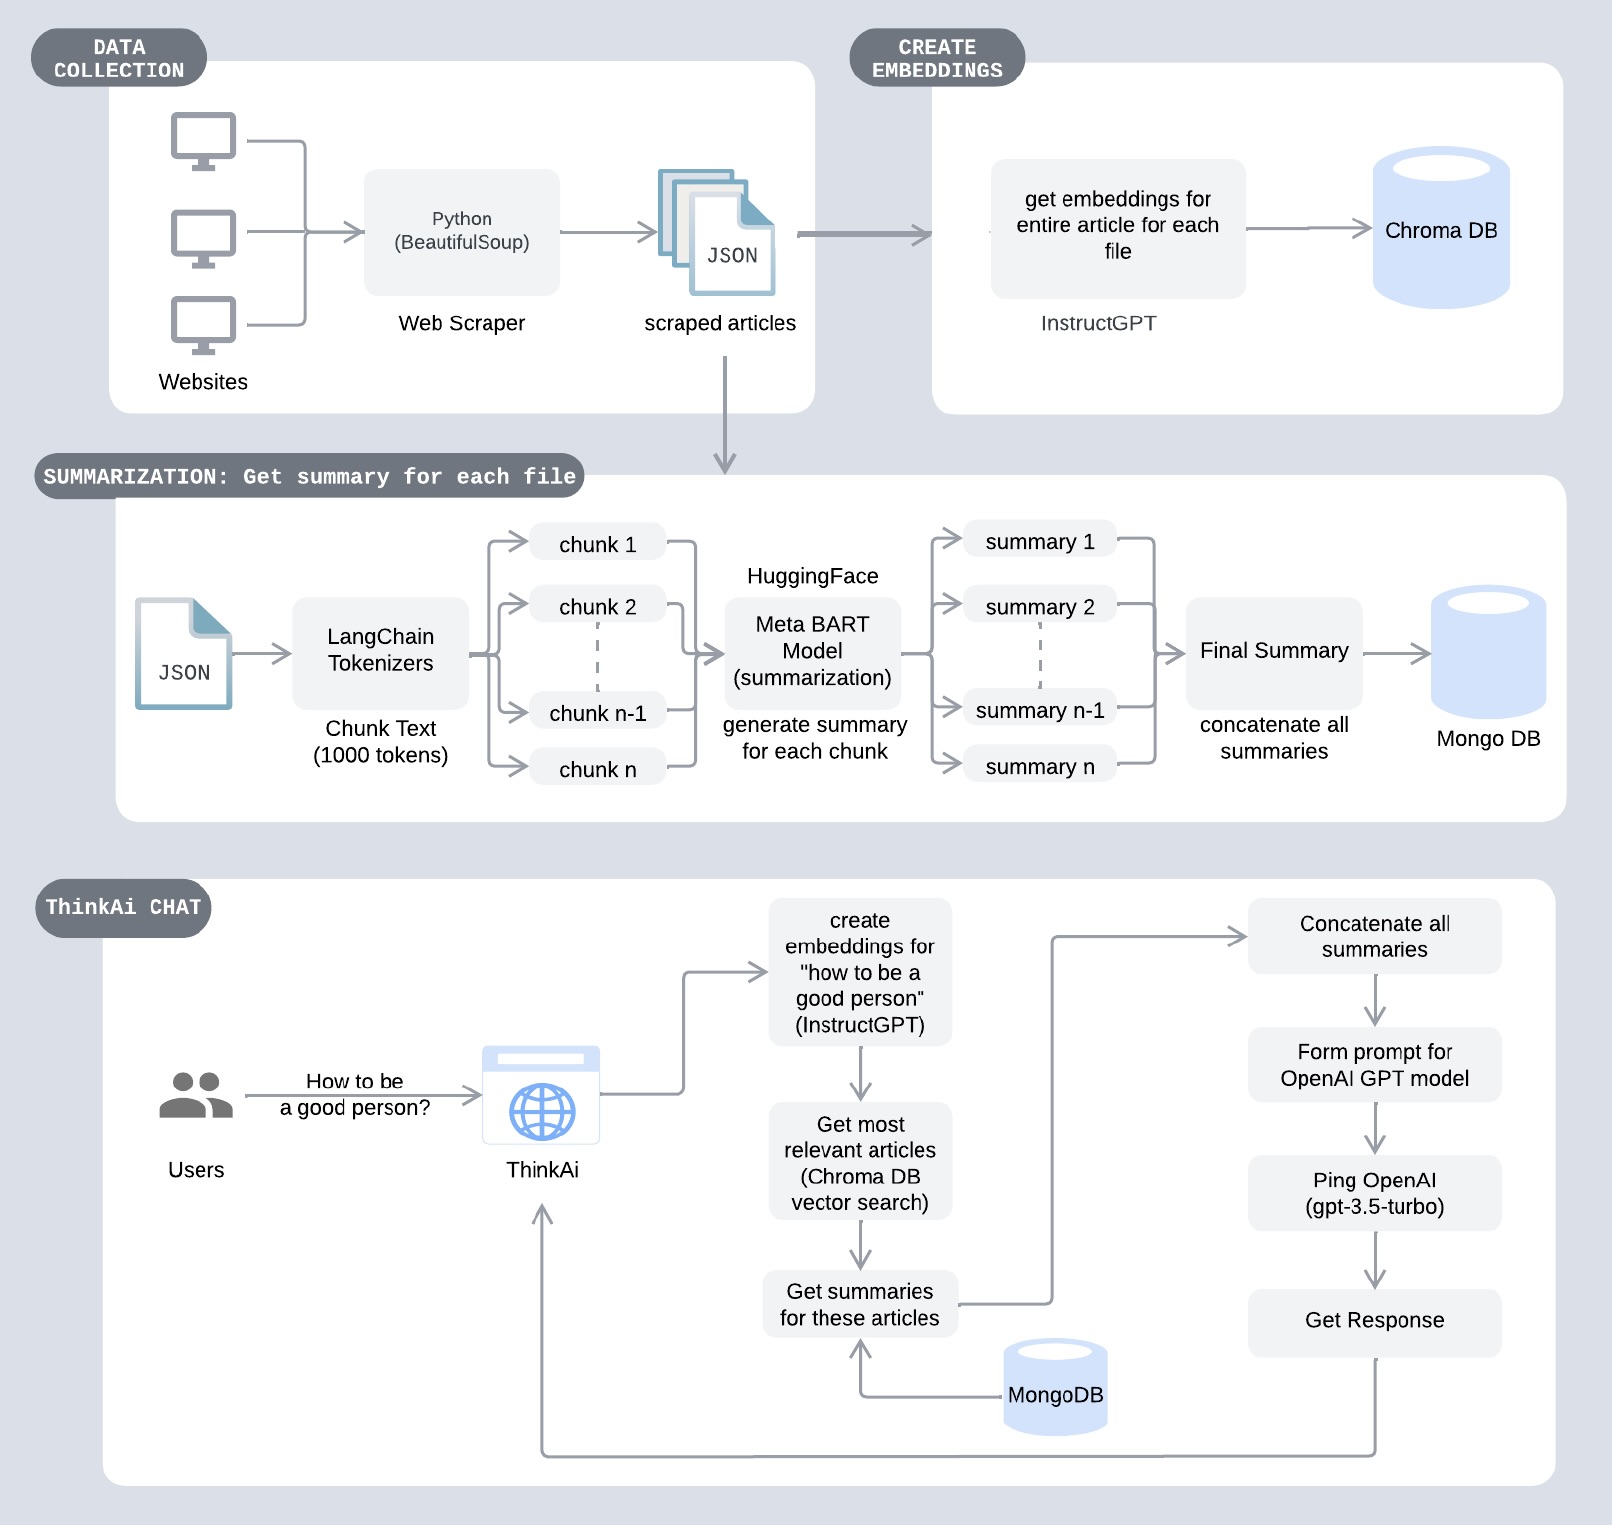 DATA
COLLECTION
CREATE
EMBEDDINGS
Python
(BeautifulSoup)
JSON
Web Scraper
scraped articles
Websites
get embeddings for
entire article for each
file
Chroma DB
InstructGPT
SUMMARIZATION: Get summary for each file
JSON
LangChain
Tokenizers
Chunk Text
(1000 tokens)
chunk 1
chunk 2
chunk n-1
chunk n
HuggingFace
Meta BART
Model
(summarization)
generate summary
for each chunk
summary 1
summary 2
summary n-1
summary n
Final Summary
concatenate all
summaries
Mongo DB
ThinkAi CHAT
Users
How to be
a good person?
ThinkAi
create
embeddings for
"how to be a
good person"
(InstructGPT)
Get most
relevant articles
(Chroma DB
vector search)
Get summaries
for these articles
MongoDB
Concatenate all
summaries
Form prompt for
OpenAI GPT model
Ping OpenAI
(gpt-3.5-turbo)
Get Response